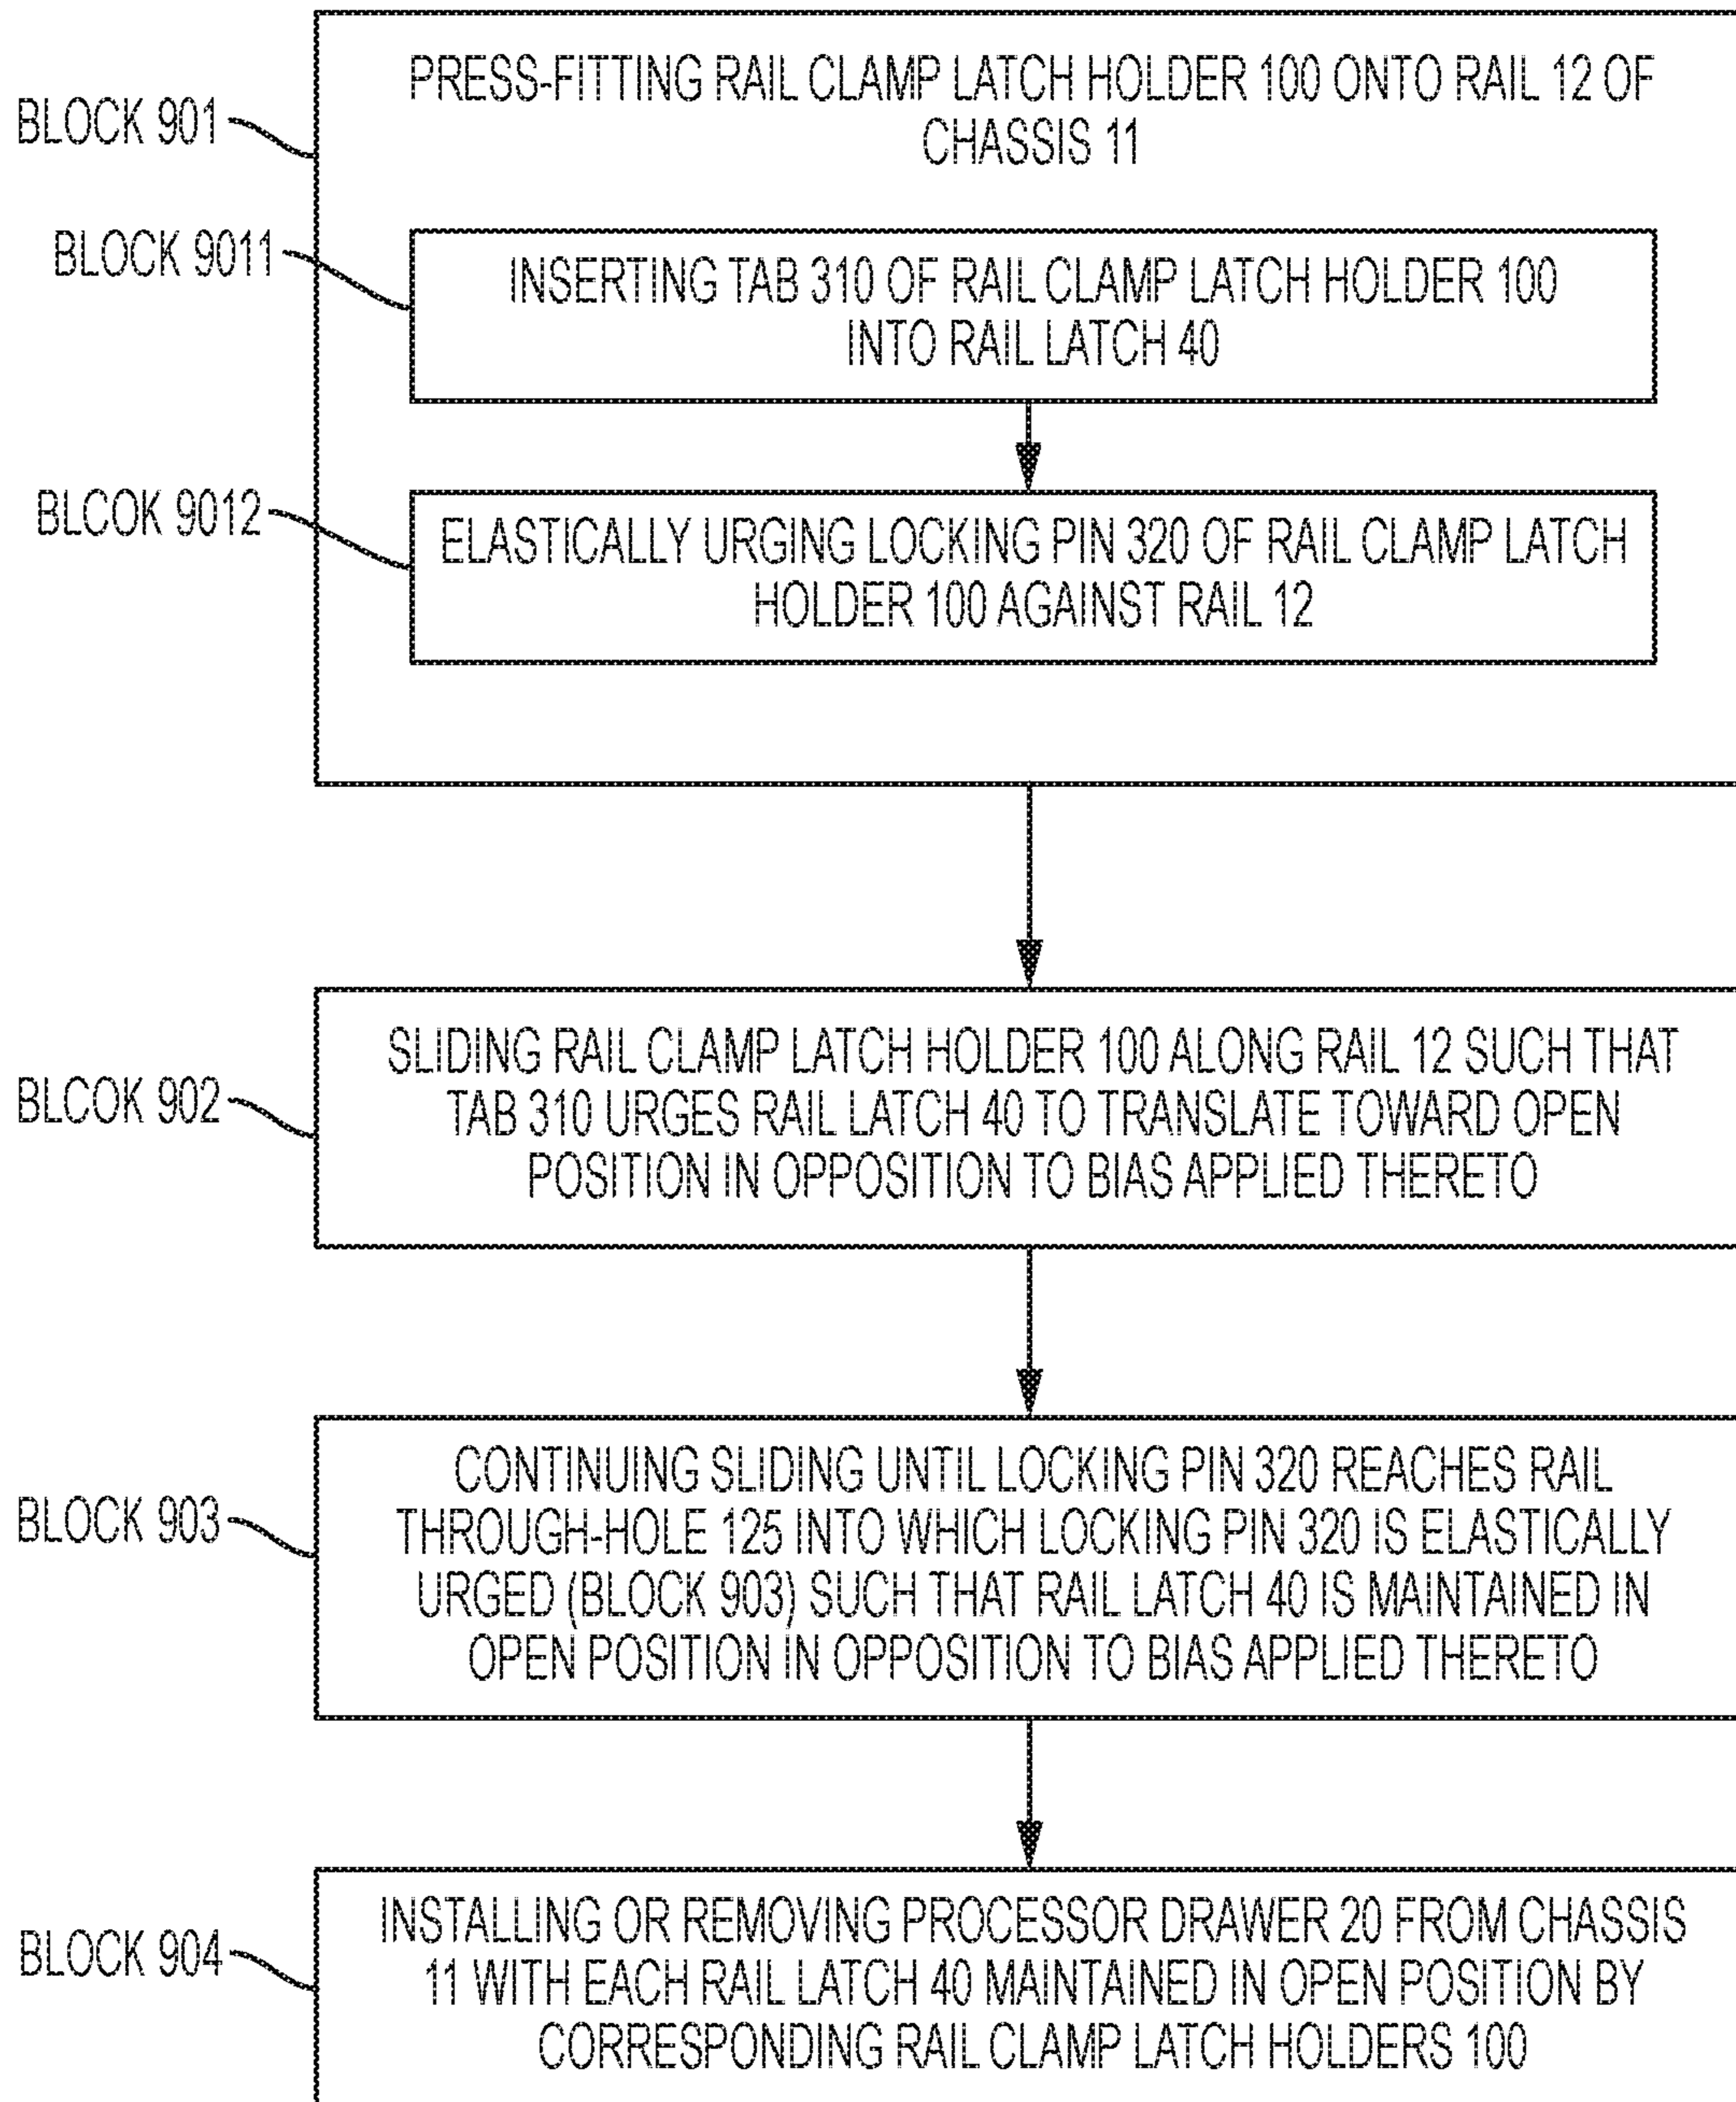 BLOCK 901
PRESS-FITTING RAIL CLAMP LATCH HOLDER 100 ONTO RAIL 12 OF
CHASSIS 11
BLOCK 9011
INSERTING TAB 310 OF RAIL CLAMP LATCH HOLDER 100
INTO RAIL LATCH 40
BLCOK 9012
ELASTICALLY URGING LOCKING PIN 320 OF RAIL CLAMP LATCH
HOLDER 100 AGAINST RAIL 12
BLCOK 902
SLIDING RAIL CLAMP LATCH HOLDER 100 ALONG RAIL 12 SUCH THAT
TAB 310 URGES RAIL LATCH 40 TO TRANSLATE TOWARD OPEN
POSITION IN OPPOSITION TO BIAS APPLIED THERETO
BLOCK 903
CONTINUING SLIDING UNTIL LOCKING PIN 320 REACHES RAIL
THROUGH-HOLE 125 INTO WHICH LOCKING PIN 320 IS ELASTICALLY
URGED (BLOCK 903) SUCH THAT RAIL LATCH 40 IS MAINTAINED IN
OPEN POSITION IN OPPOSITION TO BIAS APPLIED THERETO
BLOCK 904
INSTALLING OR REMOVING PROCESSOR DRAWER 20 FROM CHASSIS
11 WITH EACH RAIL LATCH 40 MAINTAINED IN OPEN POSITION BY
CORRESPONDING RAIL CLAMP LATCH HOLDERS 100